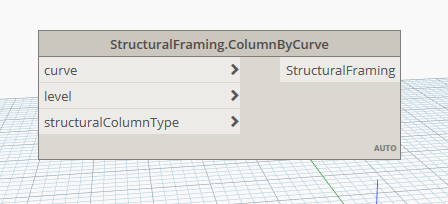 StructuralFraming.ColumnByCurve
curve > StructuralFraming
level >
structuralColumnType >
AUTO